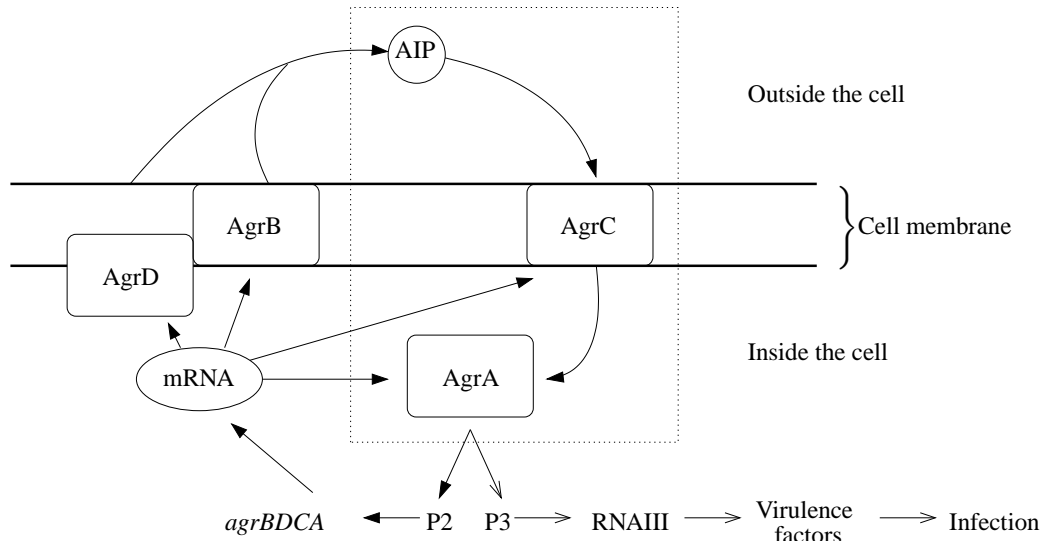 AIP
Outside the cell
AgrB
AgrC
Cell membrane
AgrD
Inside the cell
mRNA
AgrA
agrBDCA
P2
P3
RNAIII
Virulence
factors
Infection